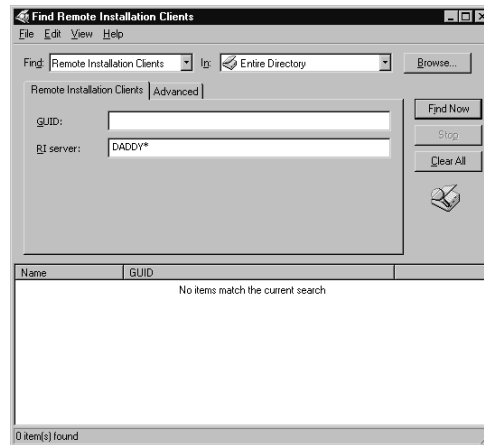 Find Remote Installation Clients
File Edit View Help
Find: Remote Installation Clients In: Entire Directory Browse...
Remote Installation Clients Advanced
Find Now
GUID:
Stop
RI server: DADDY*
Clear All
Name GUID
No items match the current search
0 item(s) found